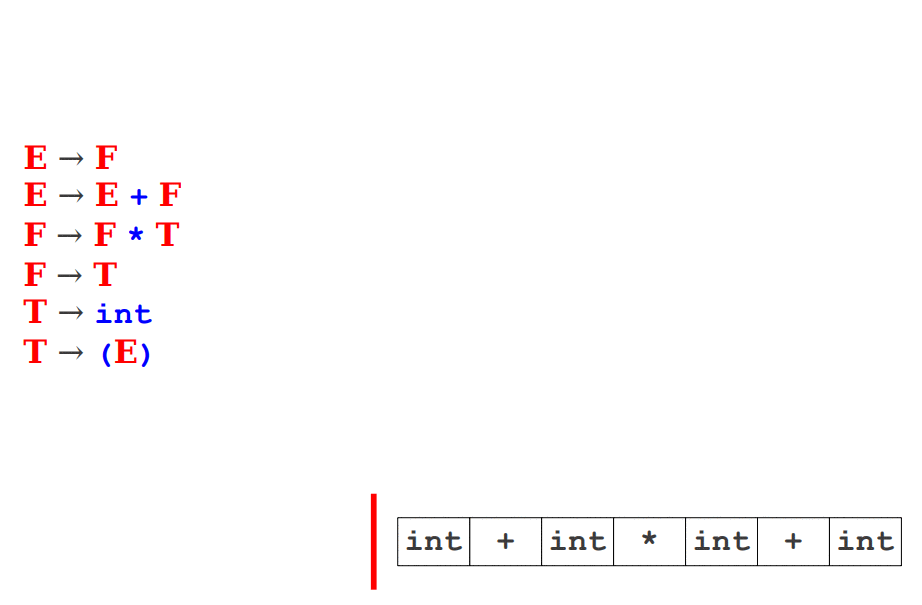 E → F
E → E + F
F → F * T
F → T
T → int
T → (E)
int + int * int + int